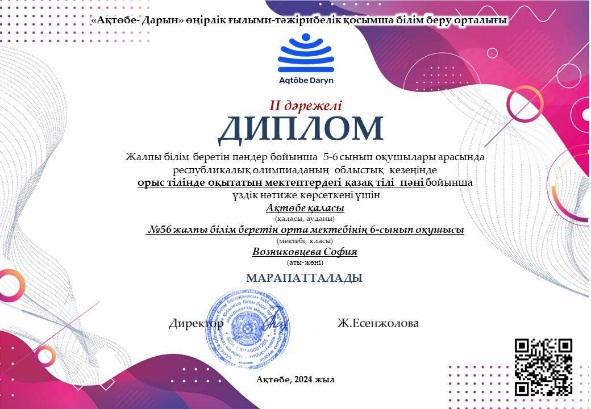 «Ақтөбе-Дарын» өңірлік ғылыми-тәжірибелік қосымша білім беру орталығы
Aqtöbe Daryn
II дәрежелі
ДИПЛОМ
Жалпы білім беретін пәндер бойынша 5-6 сынып оқушылары арасында
республикалық олимпиаданың облыстық кезеңінде
орыс тілінде оқытатын мектептердегі қазақ тілі пәні бойынша
үздік нәтиже көрсеткені үшін
Ақтөбе қаласы
(қаласы, ауданы)
№56 жалпы білім беретін орта мектебінің 6-сынып оқушысы
(мектебі, класы)
Возниковцева София
(аты-жөні)
МАРАПАТТАЛАДЫ
Директор Ж.Есенжолова
Ақтөбе, 2024 жыл